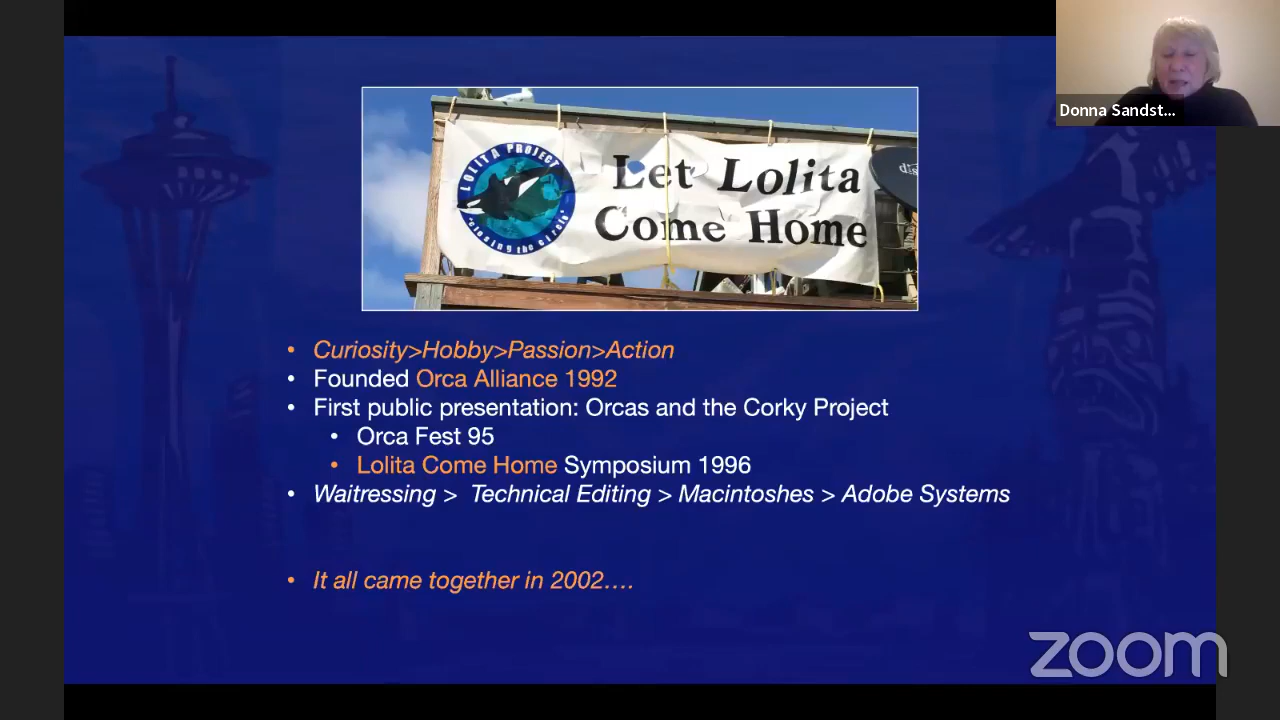 Donna Sandst...
LOLITA PROJECT
"closing the circle"
Let Lolita
Come Home
• Curiosity>Hobby>Passion>Action
• Founded Orca Alliance 1992
• First public presentation: Orcas and the Corky Project
• Orca Fest 95
• Lolita Come Home Symposium 1996
• Waitressing > Technical Editing > Macintoshes > Adobe Systems
• It all came together in 2002....
zoom